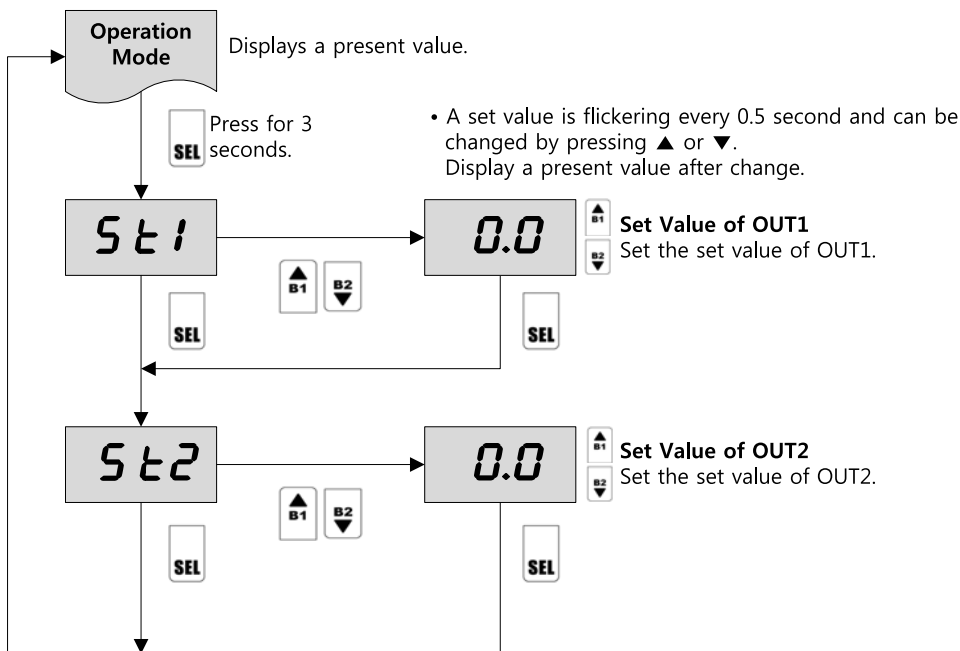 Operation
Mode
Displays a present value.
SEL
Press for 3
seconds.
• A set value is flickering every 0.5 second and can be
changed by pressing ▲ or ▼.
Display a present value after change.
St1
▲
B1
B2
▼
0.0
▲
B1
B2
▼
Set Value of OUT1
Set the set value of OUT1.
SEL
SEL
St2
▲
B1
B2
▼
0.0
▲
B1
B2
▼
Set Value of OUT2
Set the set value of OUT2.
SEL
SEL